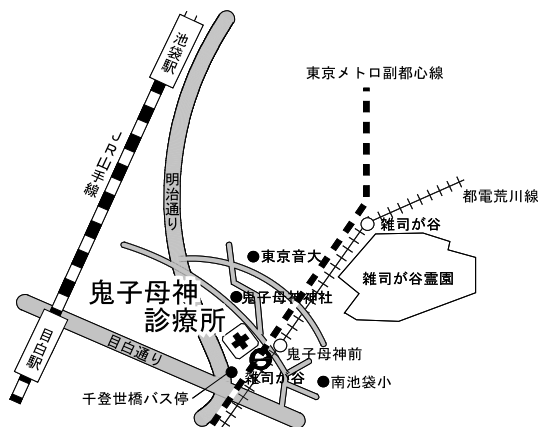 池袋駅
東京メトロ副都心線
JR山手線
明治通り
都電荒川線
雑司が谷
東京音大
雑司が谷霊園
鬼子母神
診療所
鬼子母神神社
目白駅
目白通り
鬼子母神前
雑司が谷
南池袋小
千登世橋バス停